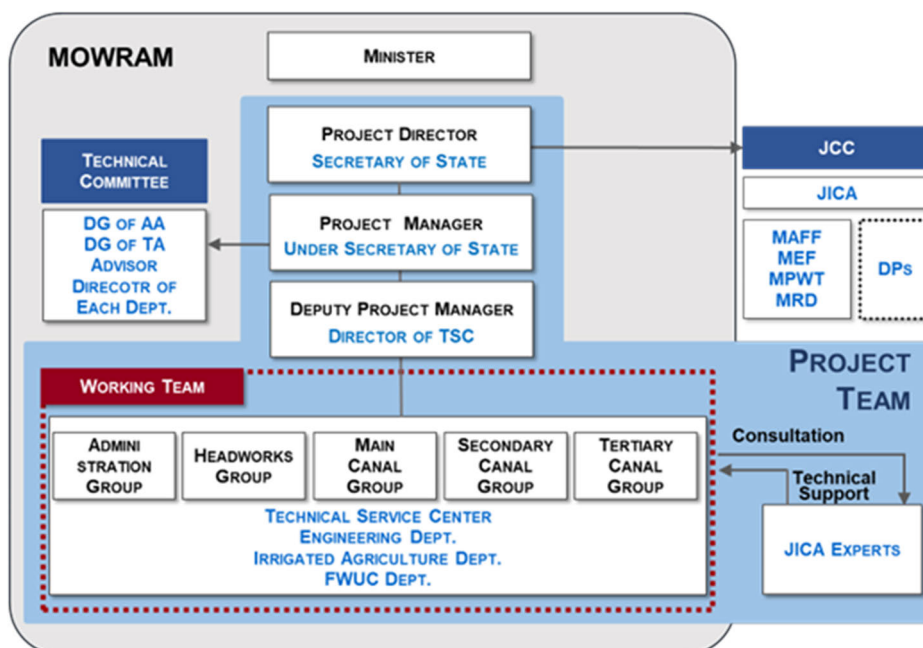 MOWRAM
MINISTER
PROJECT DIRECTOR
SECRETARY OF STATE
TECHNICAL
COMMITTEE
DG OF AA
DG OF TA
ADVISOR
DIRECOTR OF
EACH DEPT.
PROJECT MANAGER
UNDER SECRETARY OF STATE
DEPUTY PROJECT MANAGER
DIRECTOR OF TSC
JCC
JICA
MAFF
MEF
MPWT
MRD
DPS
PROJECT
TEAM
WORKING TEAM
ADMINI
STRATION
GROUP
HEADWORKS
GROUP
MAIN
CANAL
GROUP
SECONDARY
CANAL
GROUP
TERTIARY
CANAL
GROUP
TECHNICAL SERVICE CENTER
ENGINEERING DEPT.
IRRIGATED AGRICULTURE DEPT.
FWUC DEPT.
Consultation
Technical
Support
JICA EXPERTS